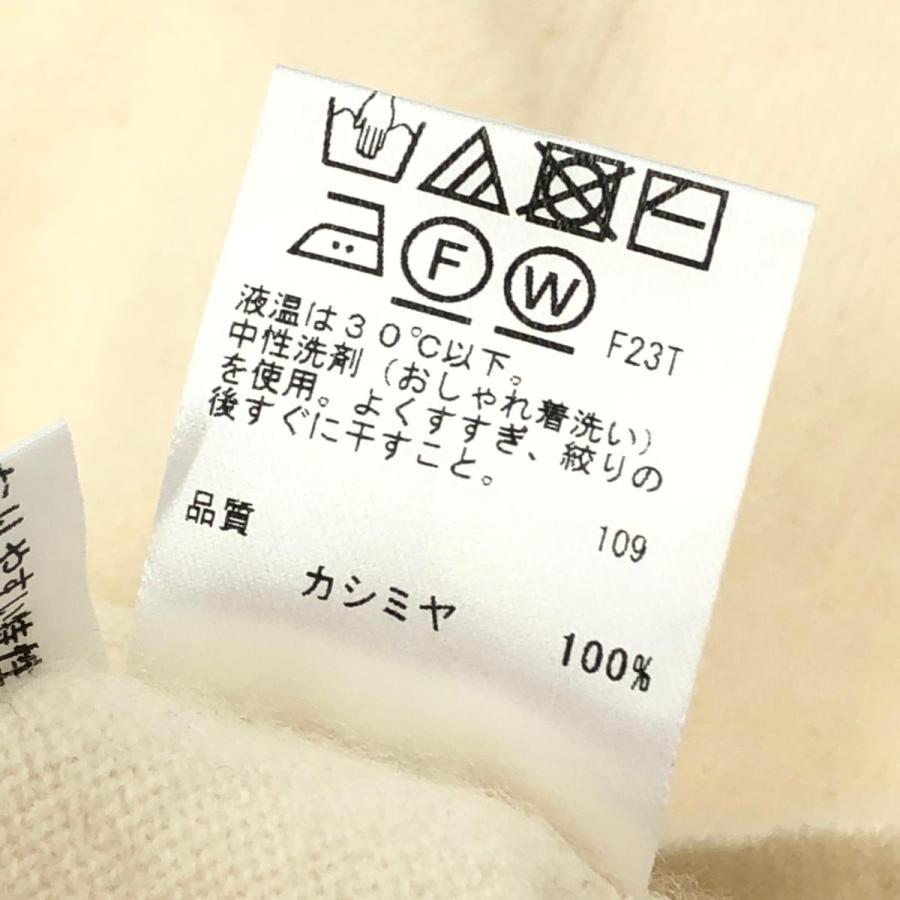 F
W
F23T
液温は30℃以下。
中性洗剤（おしゃれ着洗い）
を使用。よくすすぎ、絞りの
後すぐに干すこと。
品質
109
カシミヤ
100%